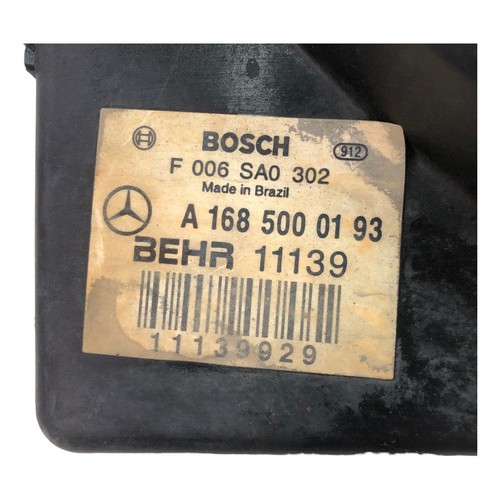 BOSCH 912
F 006 SA0 302
Made in Brazil
A 168 500 01 93
BEHR 11139
11139929